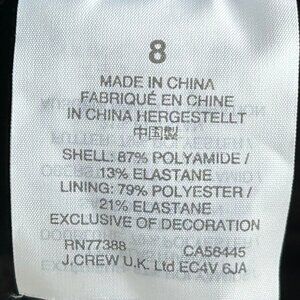 8
MADE IN CHINA
FABRIQUÉ EN CHINE
IN CHINA HERGESTELLT
中国製
SHELL: 87% POLYAMIDE /
13% ELASTANE
LINING: 79% POLYESTER /
21% ELASTANE
EXCLUSIVE OF DECORATION
RN77388 CA58445
J.CREW U.K. Ltd EC4V 6JA